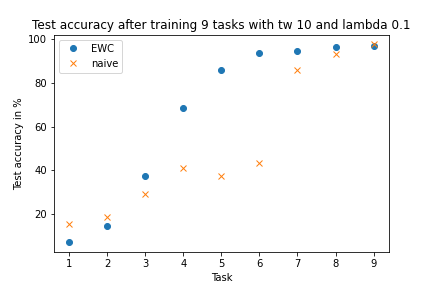 Test accuracy after training 9 tasks with tw 10 and lambda 0.1
EWC
naive
Test accuracy in %
100
80
60
40
20
1 2 3 4 5 6 7 8 9
Task